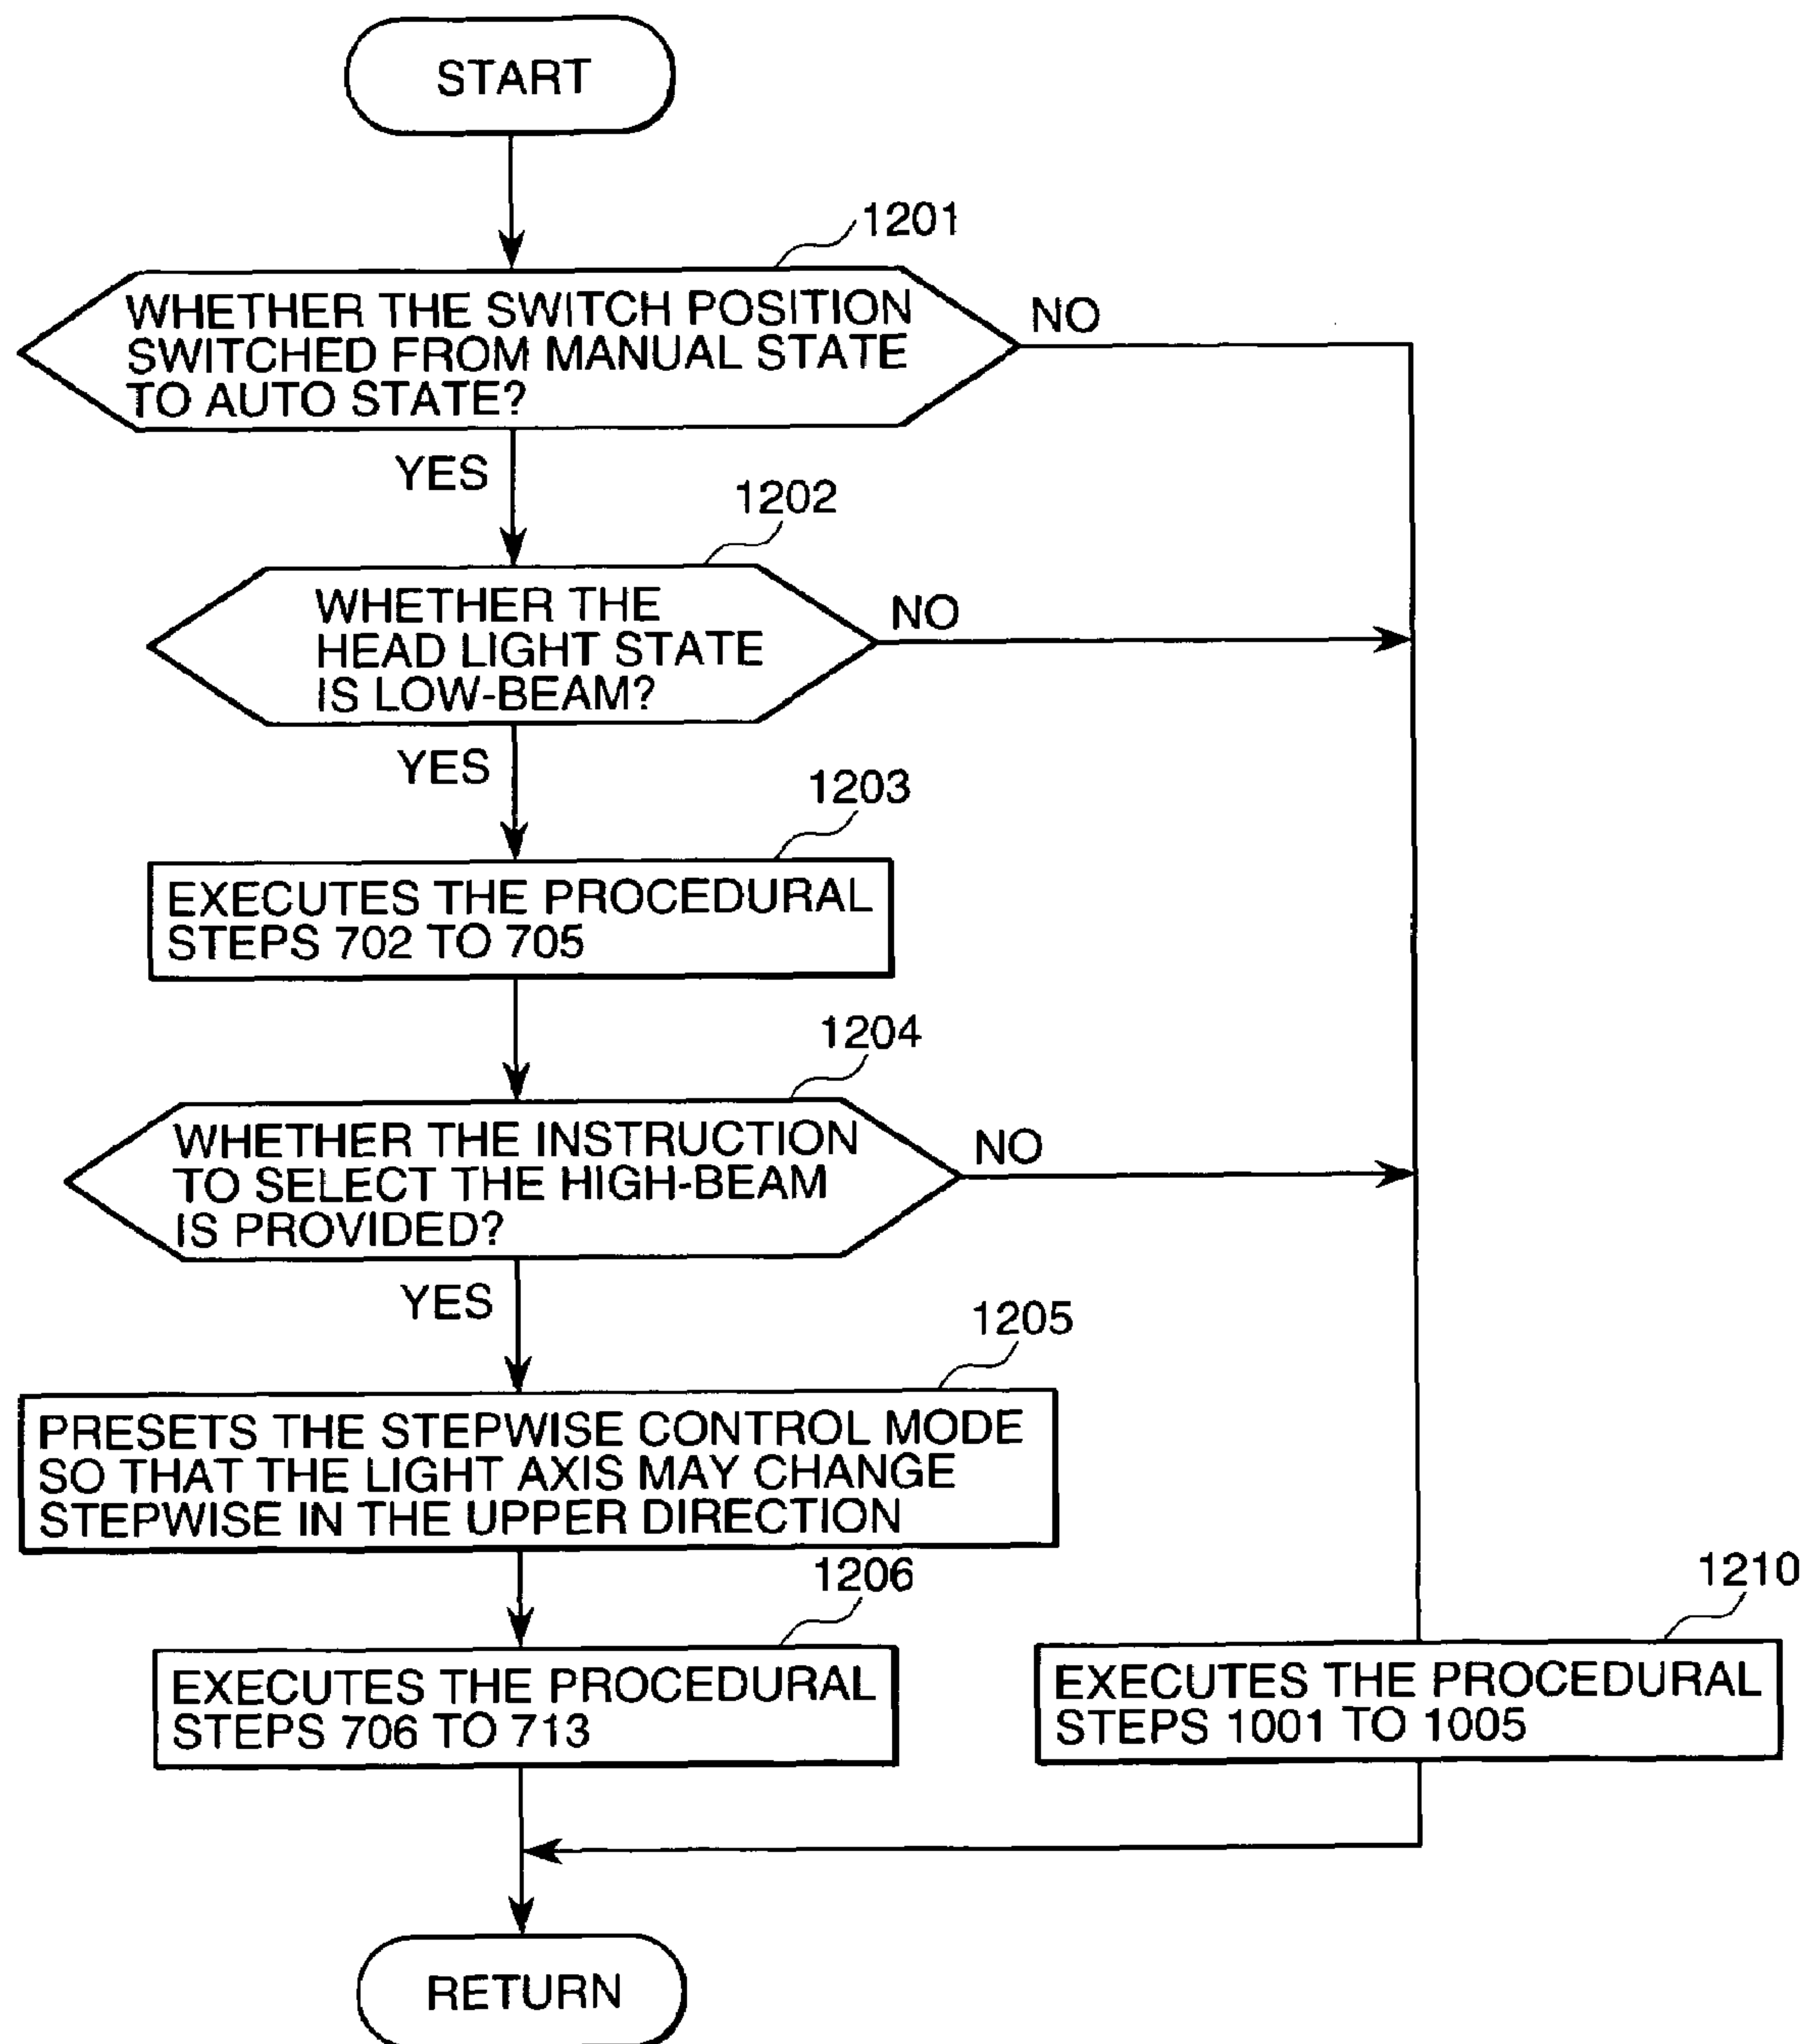 START
1201
WHETHER THE SWITCH POSITION
SWITCHED FROM MANUAL STATE
TO AUTO STATE?
NO
YES
1202
WHETHER THE
HEAD LIGHT STATE
IS LOW-BEAM?
NO
YES
1203
EXECUTES THE PROCEDURAL
STEPS 702 TO 705
1204
WHETHER THE INSTRUCTION
TO SELECT THE HIGH-BEAM
IS PROVIDED?
NO
YES
1205
PRESETS THE STEPWISE CONTROL MODE
SO THAT THE LIGHT AXIS MAY CHANGE
STEPWISE IN THE UPPER DIRECTION
1206
EXECUTES THE PROCEDURAL
STEPS 706 TO 713
1210
EXECUTES THE PROCEDURAL
STEPS 1001 TO 1005
RETURN